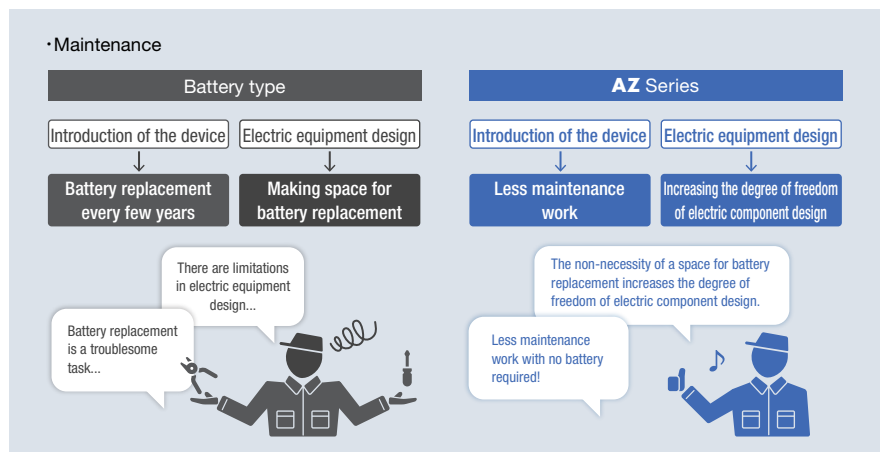 ・Maintenance
Battery type
Introduction of the device
Electric equipment design
Battery replacement
every few years
Making space for
battery replacement
There are limitations
in electric equipment
design...
Battery replacement
is a troublesome
task...
AZ Series
Introduction of the device
Electric equipment design
Less maintenance
work
Increasing the degree of freedom
of electric component design
The non-necessity of a space for battery
replacement increases the degree of
freedom of electric component design.
Less maintenance
work with no battery
required!